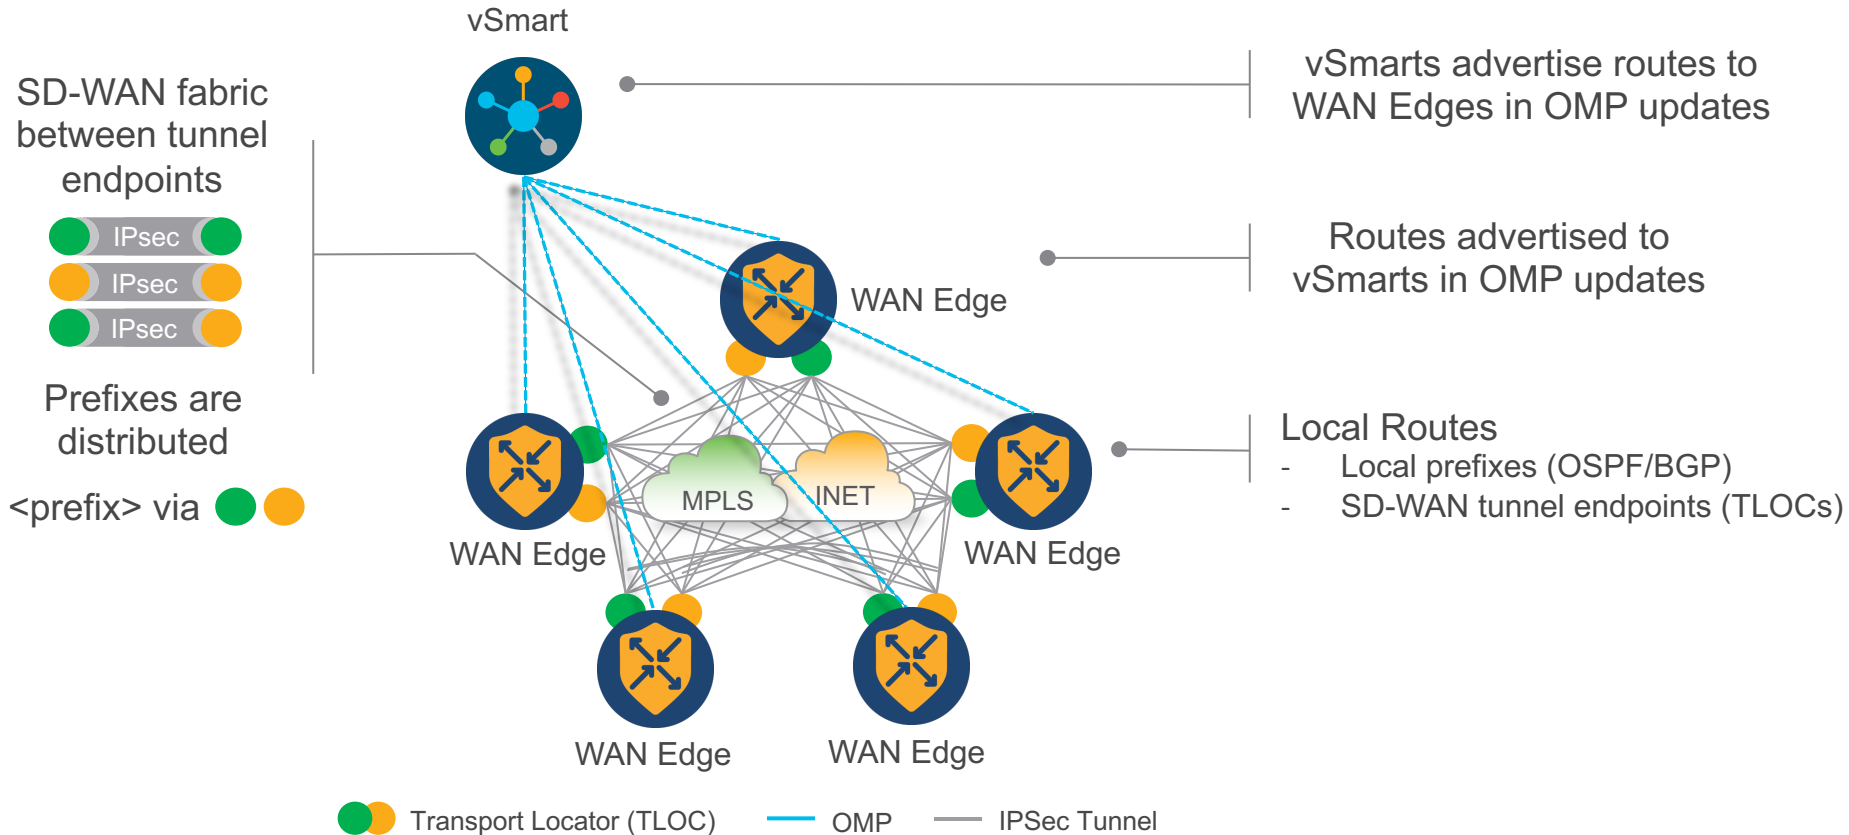 vSmart
SD-WAN fabric
between tunnel
endpoints
IPsec
IPsec
IPsec
Prefixes are
distributed
<prefix> via
vSmarts advertise routes to
WAN Edges in OMP updates
Routes advertised to
vSmarts in OMP updates
WAN Edge
Local Routes
- Local prefixes (OSPF/BGP)
- SD-WAN tunnel endpoints (TLOCs)
MPLS
INET
WAN Edge
WAN Edge
WAN Edge
WAN Edge
Transport Locator (TLOC)
OMP
IPSec Tunnel